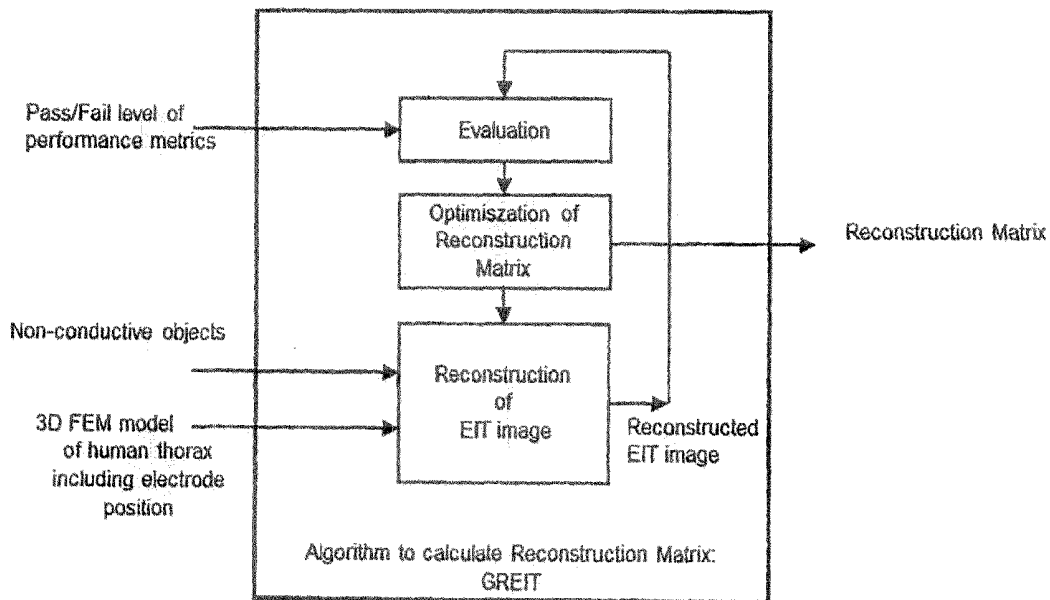 Pass/Fail level of
performance metrics
Evaluation
Optimiszation of
Reconstruction
Matrix
Reconstruction Matrix
Non-conductive objects
3D FEM model
of human thorax
including electrode
position
Reconstruction
of
EIT image
Reconstructed
EIT image
Algorithm to calculate Reconstruction Matrix:
GREIT